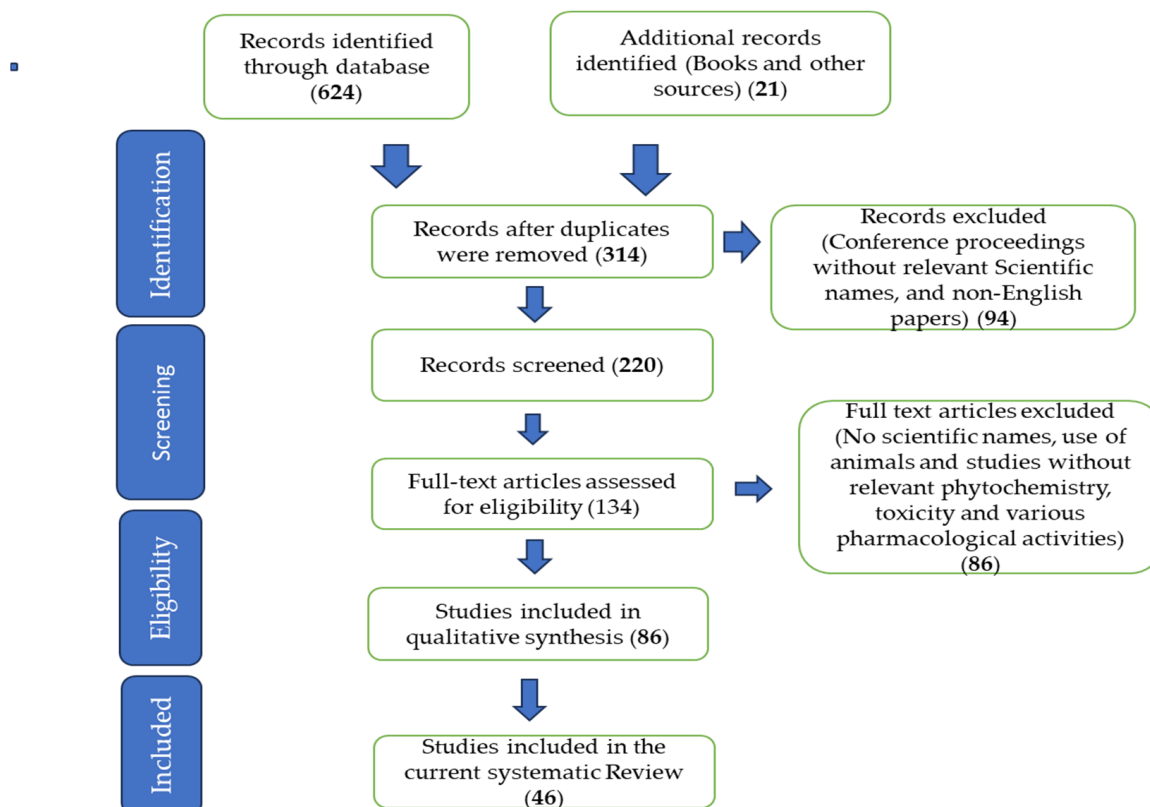 Records identified
through database
(624)
Additional records
identified (Books and other
sources) (21)
Identification
Records after duplicates
were removed (314)
Records excluded
(Conference proceedings
without relevant Scientific
names, and non-English
papers) (94)
Screening
Records screened (220)
Full-text articles assessed
for eligibility (134)
Full text articles excluded
(No scientific names, use of
animals and studies without
relevant phytochemistry,
toxicity and various
pharmacological activities)
(86)
Eligibility
Studies included in
qualitative synthesis (86)
Included
Studies included in the
current systematic Review
(46)